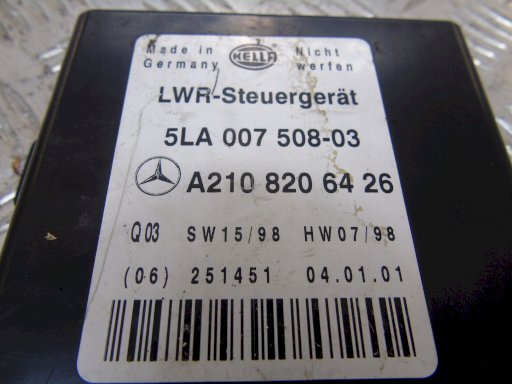 Made in Germany HELLA Nicht werfen
LWR-Steuergerät
5LA 007 508-03
A210 820 64 26
Q03 SW15/98 HW07/98
(06) 251451 04.01.01